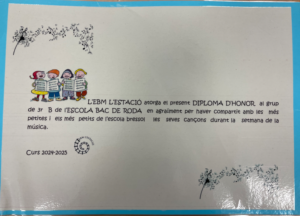 L'EBM L'ESTACIÓ atorga el present DIPLOMA D'HONOR, al grup
de 3r B de l'ESCOLA BAC DE RODA en agraïment per haver compartit amb les més
petites i els més petits de l'escola bressol les seves cançons durant la setmana de la
música.
Curs 2024-2025